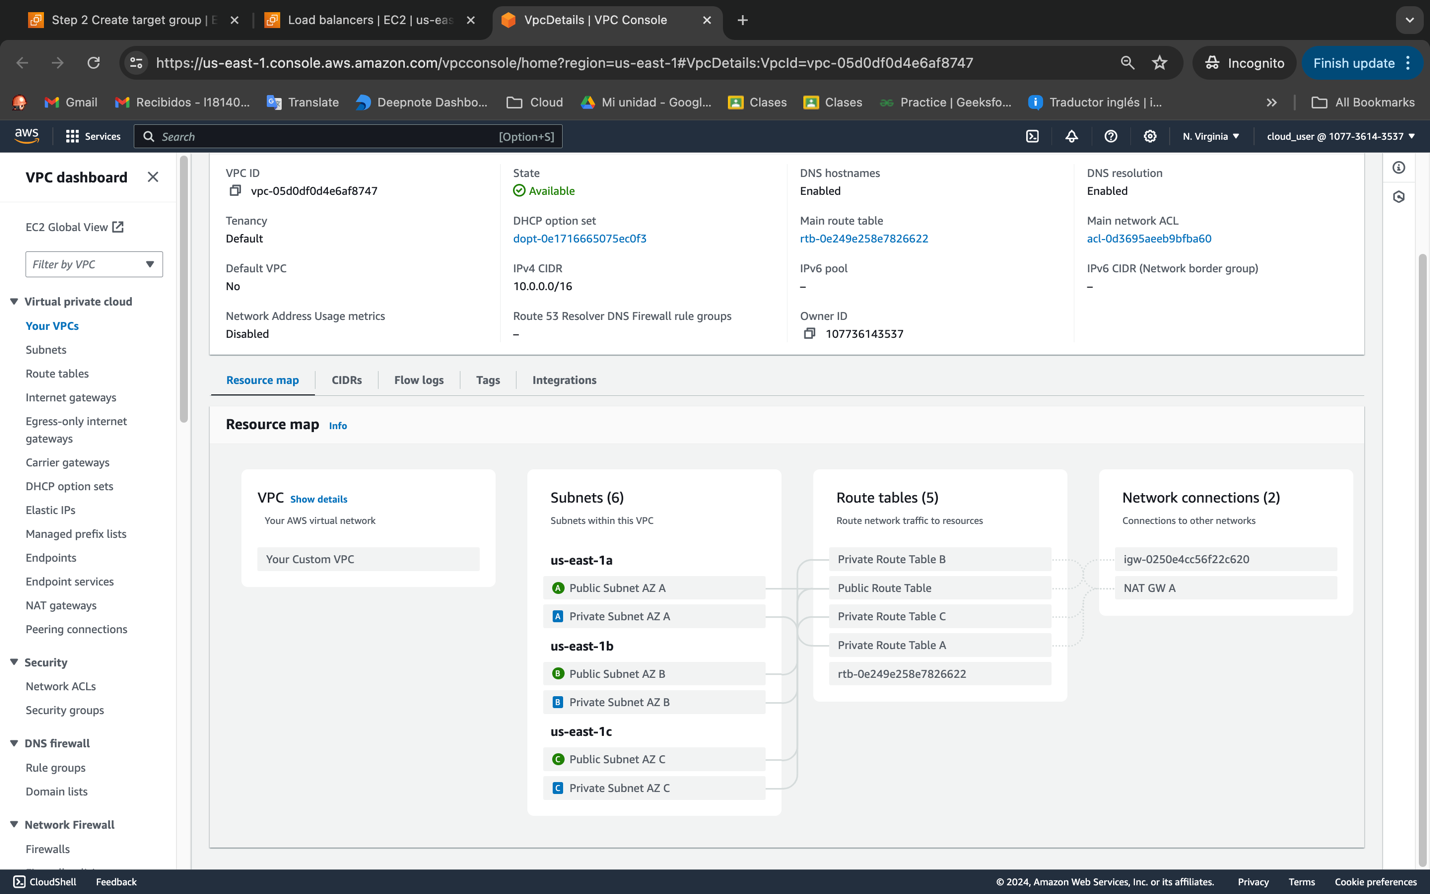 Step 2 Create target group | E
Load balancers | EC2 | us-eas
VpcDetails | VPC Console
https://us-east-1.console.aws.amazon.com/vpcconsole/home?region=us-east-1#VpcDetails:VpcId=vpc-05d0df0d4e6af8747
Incognito
Finish update
Gmail
Recibidos - l18140...
Translate
Deepnote Dashbo...
Cloud
Mi unidad - Googl...
Clases
Clases
Practice | Geeksfo...
Traductor inglés | i...
All Bookmarks
aws
Services
Search
[Option+S]
N. Virginia
cloud_user @ 1077-3614-3537
VPC dashboard
EC2 Global View
Filter by VPC
Virtual private cloud
Your VPCs
Subnets
Route tables
Internet gateways
Egress-only internet
gateways
Carrier gateways
DHCP option sets
Elastic IPs
Managed prefix lists
Endpoints
Endpoint services
NAT gateways
Peering connections
Security
Network ACLs
Security groups
DNS firewall
Rule groups
Domain lists
Network Firewall
Firewalls
VPC ID
vpc-05d0df0d4e6af8747
State
Available
DNS hostnames
Enabled
DNS resolution
Enabled
Tenancy
Default
DHCP option set
dopt-0e1716665075ec0f3
Main route table
rtb-0e249e258e7826622
Main network ACL
acl-0d3695aeeb9bfba60
Default VPC
No
IPv4 CIDR
10.0.0.0/16
IPv6 pool
–
IPv6 CIDR (Network border group)
–
Network Address Usage metrics
Disabled
Route 53 Resolver DNS Firewall rule groups
–
Owner ID
107736143537
Resource map
CIDRs
Flow logs
Tags
Integrations
Resource map Info
VPC Show details
Your AWS virtual network
Your Custom VPC
Subnets (6)
Subnets within this VPC
us-east-1a
A Public Subnet AZ A
A Private Subnet AZ A
us-east-1b
B Public Subnet AZ B
B Private Subnet AZ B
us-east-1c
C Public Subnet AZ C
C Private Subnet AZ C
Route tables (5)
Route network traffic to resources
Private Route Table B
Public Route Table
Private Route Table C
Private Route Table A
rtb-0e249e258e7826622
Network connections (2)
Connections to other networks
igw-0250e4cc56f22c620
NAT GW A
CloudShell
Feedback
© 2024, Amazon Web Services, Inc. or its affiliates.
Privacy
Terms
Cookie preferences